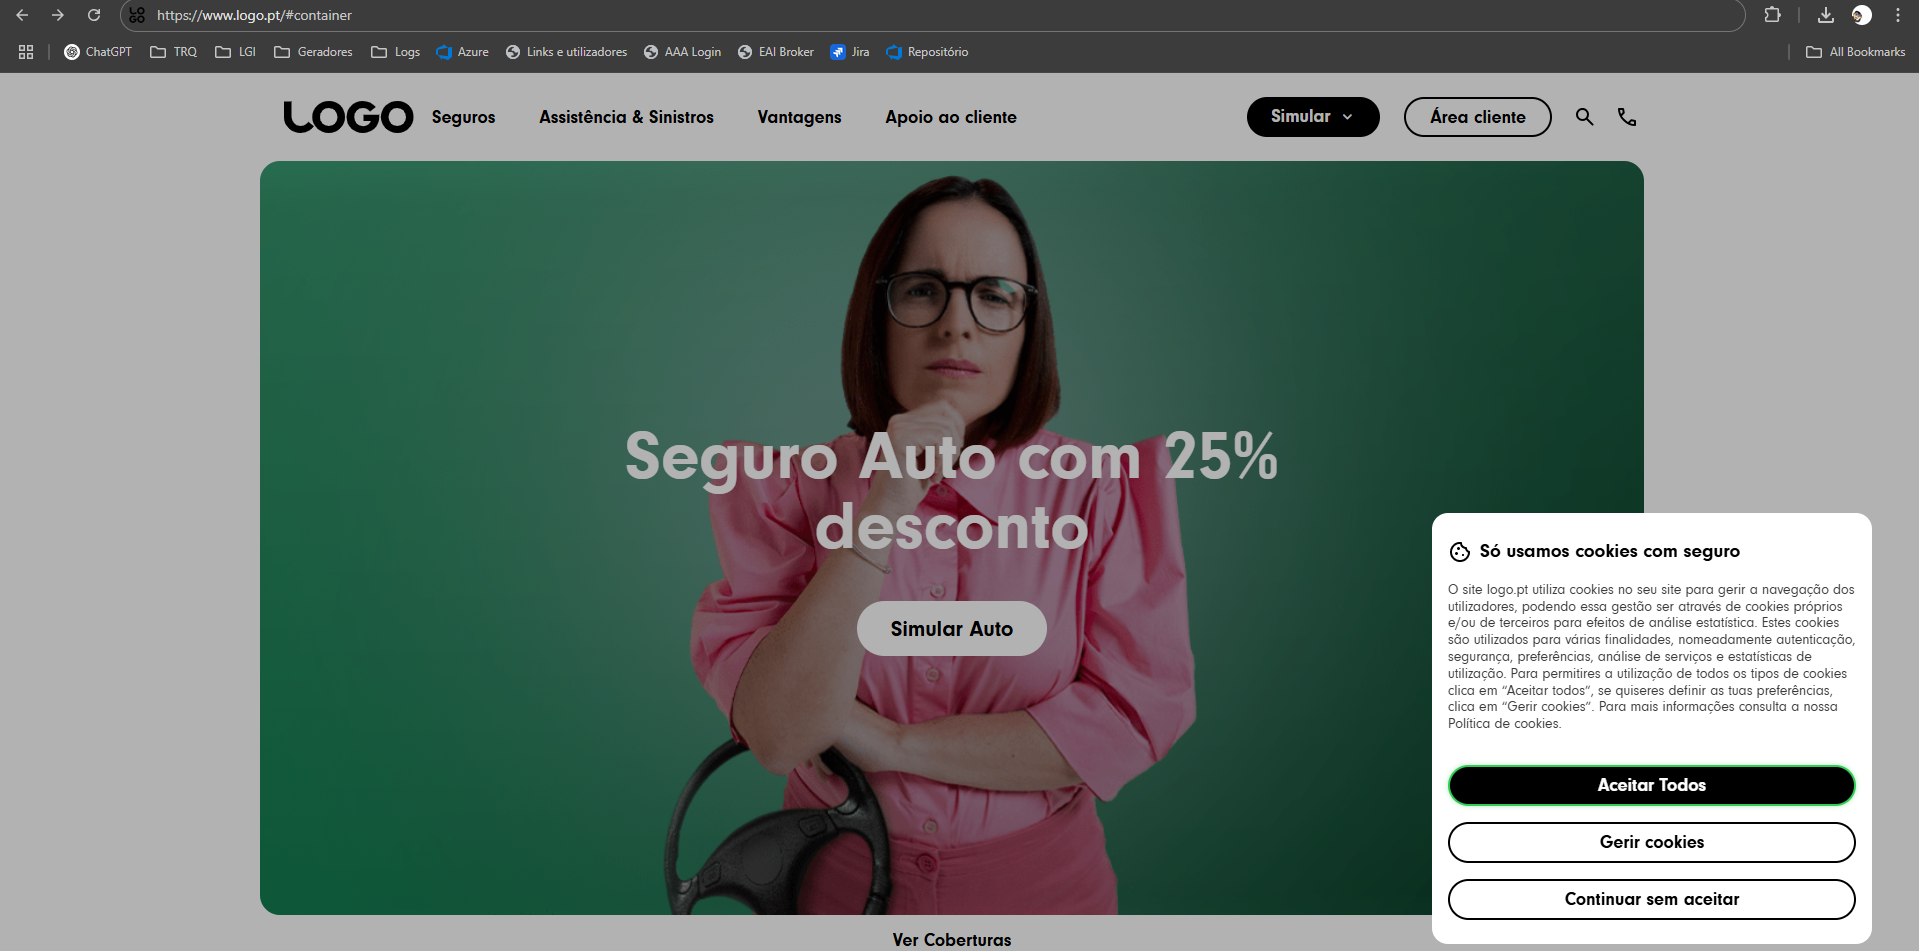 https://www.logo.pt/#container
ChatGPT TRQ LGI Geradores Logs Azure Links e utilizadores AAA Login EAI Broker Jira Repositório All Bookmarks
LOGO Seguros Assistência & Sinistros Vantagens Apoio ao cliente Simular Área cliente
Seguro Auto com 25%
desconto
Simular Auto
Ver Coberturas
Só usamos cookies com seguro
O site logo.pt utiliza cookies no seu site para gerir a navegação dos
utilizadores, podendo essa gestão ser através de cookies próprios
e/ou de terceiros para efeitos de análise estatística. Estes cookies
são utilizados para várias finalidades, nomeadamente autenticação,
segurança, preferências, análise de serviços e estatísticas de
utilização. Para permitires a utilização de todos os tipos de cookies
clica em “Aceitar todos”, se quiseres definir as tuas preferências,
clica em “Gerir cookies”. Para mais informações consulta a nossa
Política de cookies.
Aceitar Todos
Gerir cookies
Continuar sem aceitar